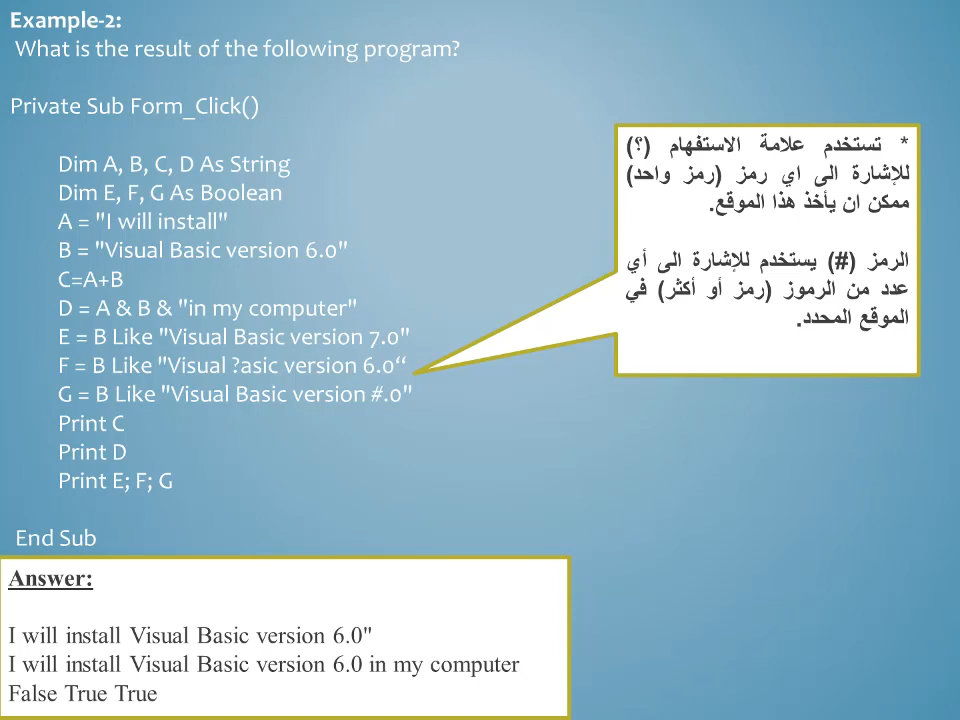 Example-2:
What is the result of the following program?
Private Sub Form_Click()
Dim A, B, C, D As String
Dim E, F, G As Boolean
A = "I will install"
B = "Visual Basic version 6.0"
C=A+B
D = A & B & "in my computer"
E = B Like "Visual Basic version 7.0"
F = B Like "Visual ?asic version 6.0“
G = B Like "Visual Basic version #.0"
Print C
Print D
Print E; F; G
End Sub
* تستخدم علامة الاستفهام (؟)
للإشارة الى اي رمز (رمز واحد)
ممكن ان يأخذ هذا الموقع.
الرمز (#) يستخدم للإشارة الى أي
عدد من الرموز (رمز أو أكثر) في
الموقع المحدد.
Answer:
I will install Visual Basic version 6.0"
I will install Visual Basic version 6.0 in my computer
False True True